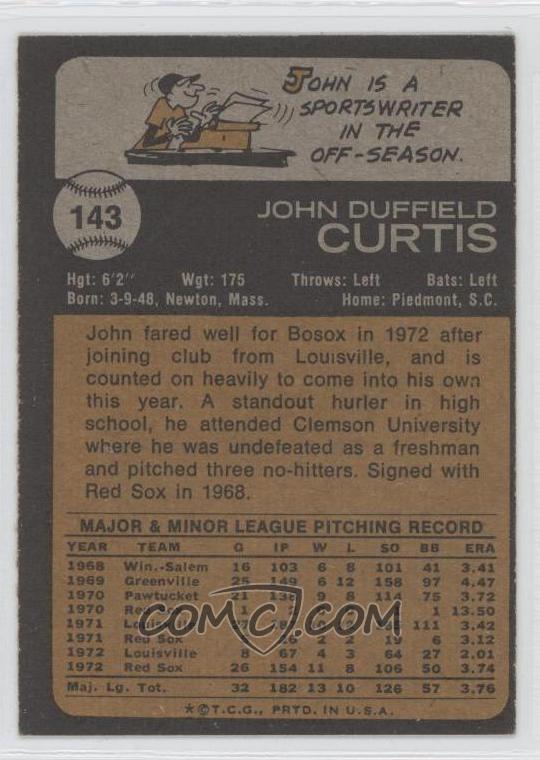 JOHN IS A
SPORTSWRITER
IN THE
OFF-SEASON.
143
JOHN DUFFIELD
CURTIS
Hgt: 6'2" Wgt: 175 Throws: Left Bats: Left
Born: 3-9-48, Newton, Mass. Home: Piedmont, S.C.
John fared well for Bosox in 1972 after
joining club from Louisville, and is
counted on heavily to come into his own
this year. A standout hurler in high
school, he attended Clemson University
where he was undefeated as a freshman
and pitched three no-hitters. Signed with
Red Sox in 1968.
MAJOR & MINOR LEAGUE PITCHING RECORD
YEAR TEAM G IP W L SO BB ERA
1968 Win.-Salem 16 103 6 8 101 41 3.41
1969 Greenville 25 149 6 12 158 97 4.47
1970 Pawtucket 21 9 8 114 75 3.72
1970 Red Sox 1 2 1 13.50
1971 Louisville 111 3.42
1971 Red Sox 26 2 2 6 3.12
1972 Louisville 8 67 4 3 64 27 2.01
1972 Red Sox 26 154 11 8 106 50 3.74
Maj. Lg. Tot. 32 182 13 10 126 57 3.76
*©T.C.G., PRTD. IN U.S.A.
COMC.COM